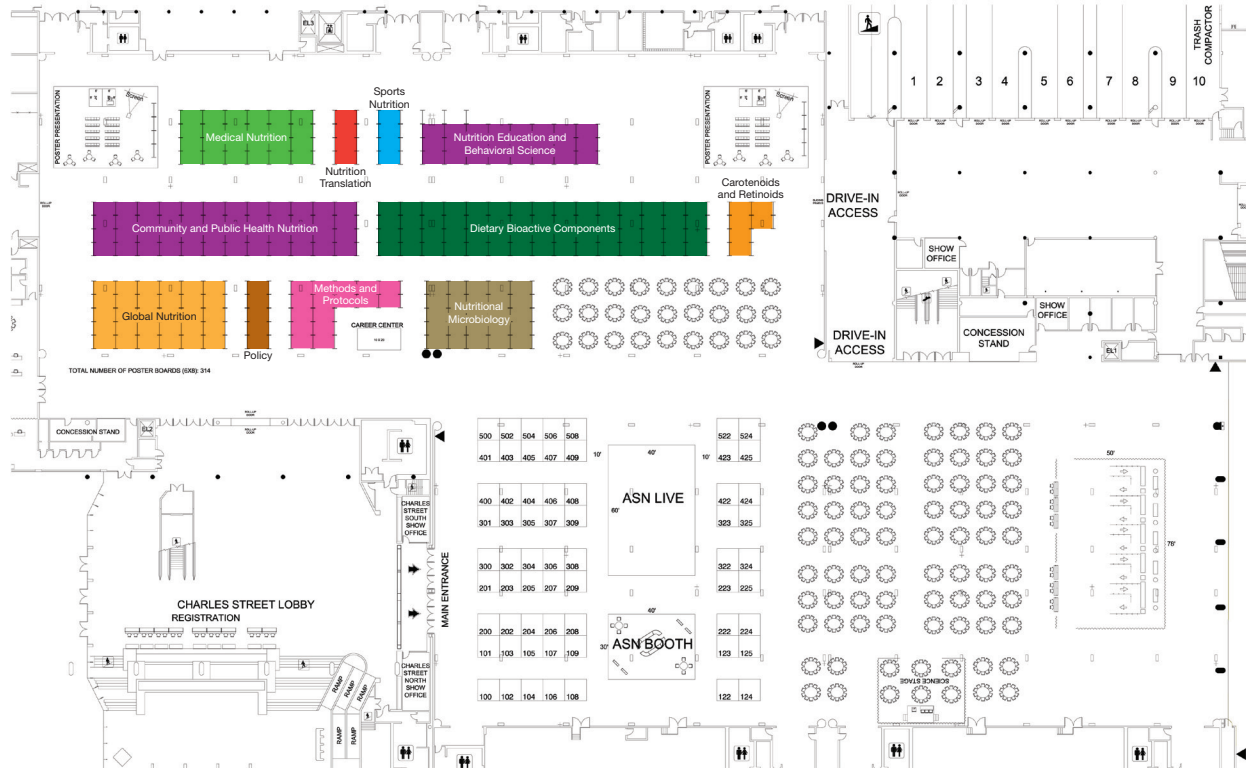 EL3
TRASH
COMPACTOR
1 2 3 4 5 6 7 8 9 10
POSTER PRESENTATION
Screen
Medical Nutrition
Nutrition
Translation
Sports
Nutrition
Nutrition Education and
Behavioral Science
POSTER PRESENTATION
Screen
Community and Public Health Nutrition
Dietary Bioactive Components
Carotenoids
and Retinoids
DRIVE-IN
ACCESS
SHOW
OFFICE
Global Nutrition
Policy
Methods and
Protocols
CAREER CENTER
Nutritional
Microbiology
DRIVE-IN
ACCESS
CONCESSION
STAND
SHOW
OFFICE
EL1
TOTAL NUMBER OF POSTER BOARDS (6X8): 314
CONCESSION STAND
EL2
500 502 504 506 508
401 403 405 407 409
400 402 404 406 408
301 303 305 307 309
300 302 304 306 308
201 203 205 207 209
200 202 204 206 208
101 103 105 107 109
100 102 104 106 108
10'
40'
10'
60'
ASN LIVE
40'
30'
ASN BOOTH
522 524
423 425
422 424
323 325
322 324
223 225
222 224
123 125
122 124
50'
78'
SCIENCE STAGE
CHARLES
STREET
SOUTH
SHOW
OFFICE
MAIN ENTRANCE
CHARLES STREET LOBBY
REGISTRATION
CHARLES
STREET
NORTH
SHOW
OFFICE
RAMP
RAMP
RAMP
RAMP
RAMP